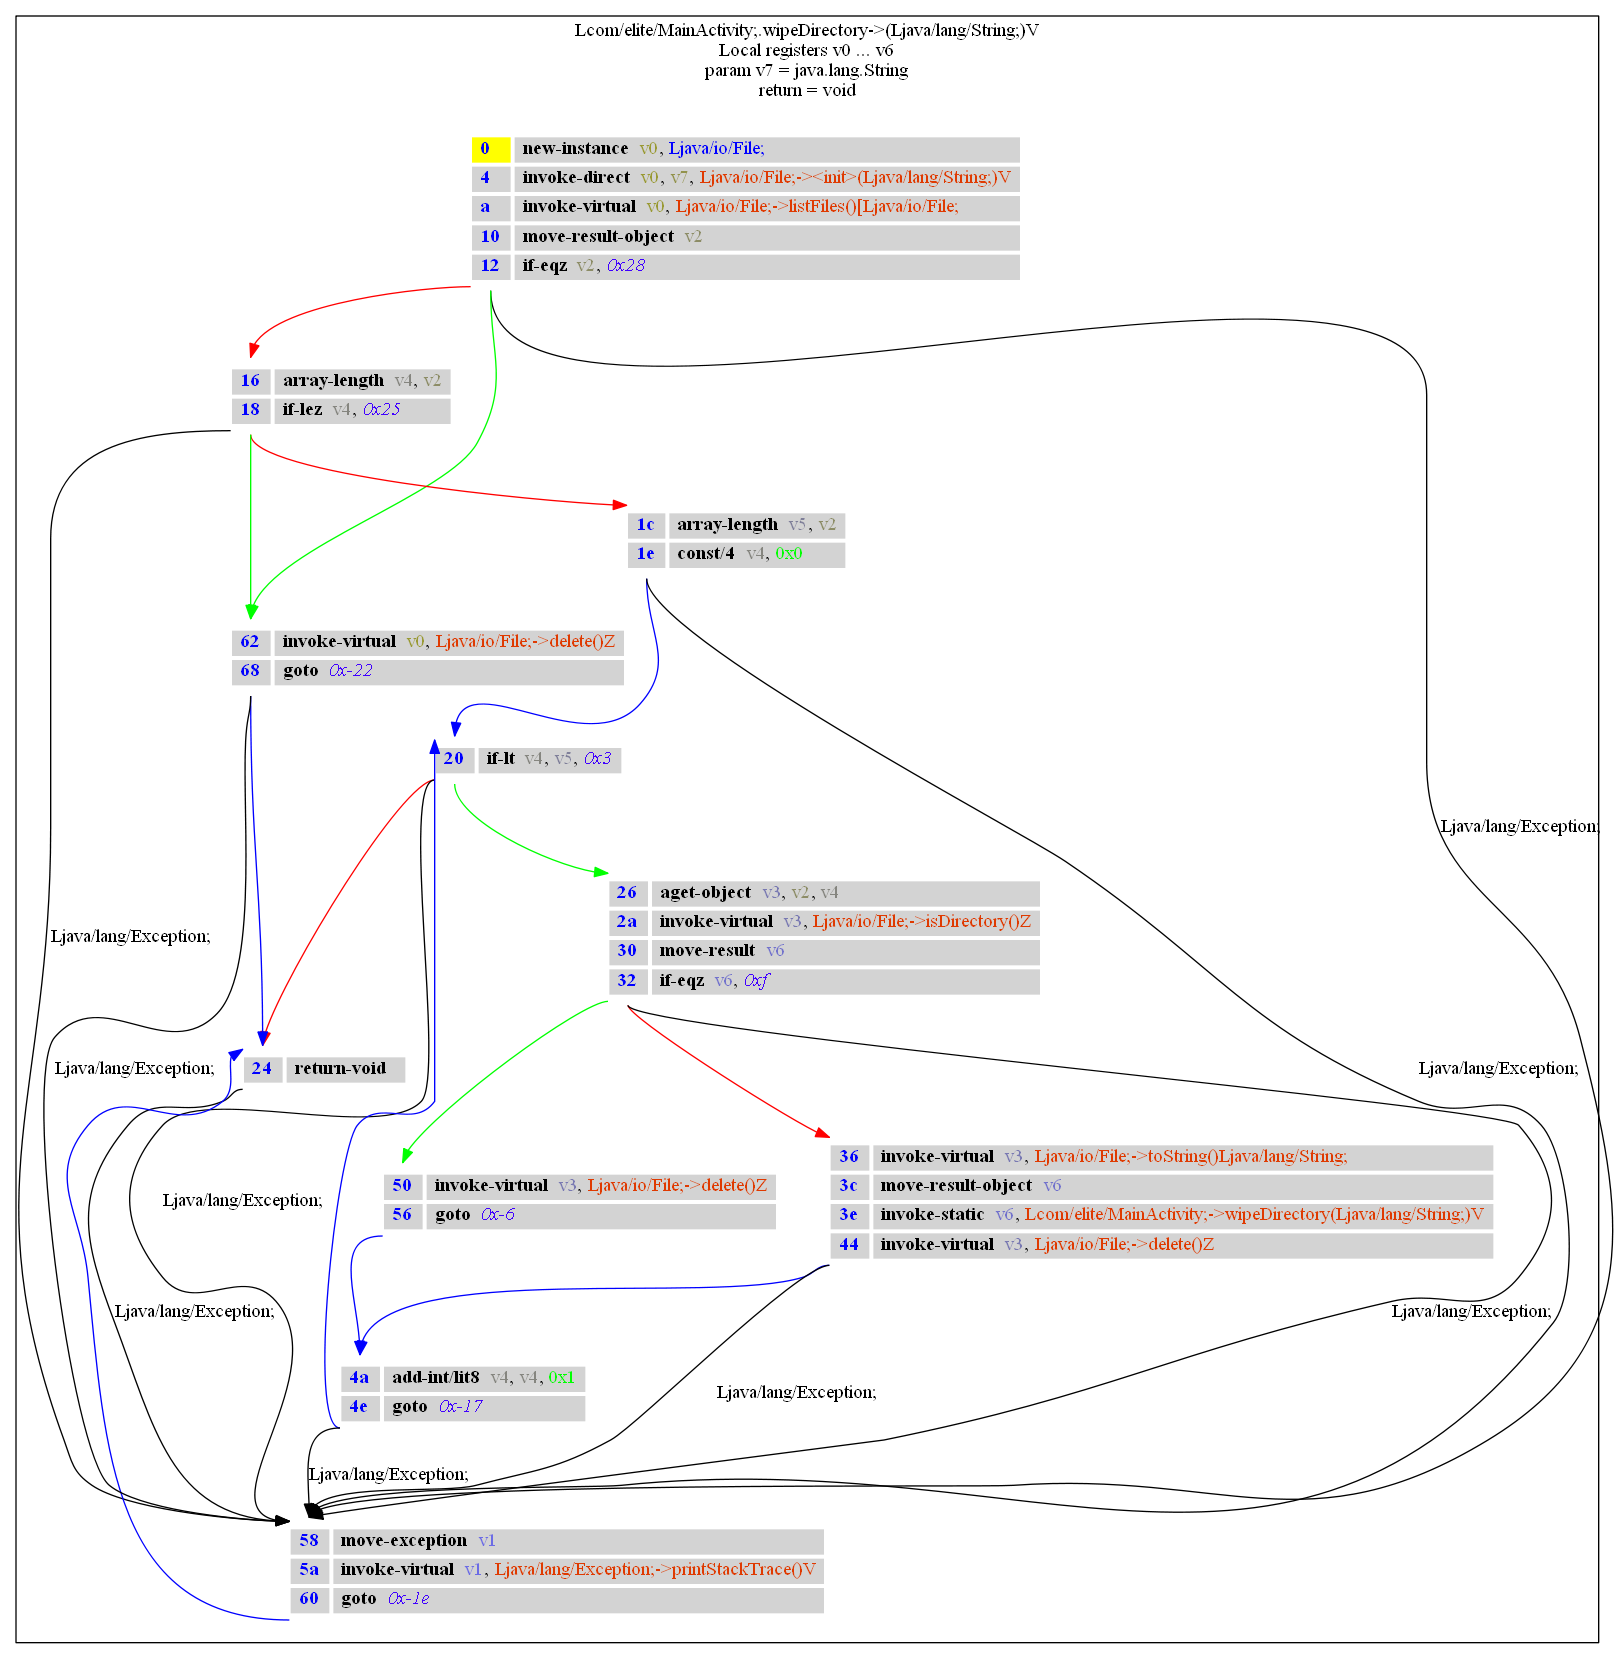 Lcom/elite/MainActivity;.wipeDirectory->(Ljava/lang/String;)V
Local registers v0 ... v6
param v7 = java.lang.String
return = void
0 new-instance v0, Ljava/io/File;
4 invoke-direct v0, v7, Ljava/io/File;-><init>(Ljava/lang/String;)V
a invoke-virtual v0, Ljava/io/File;->listFiles()[Ljava/io/File;
10 move-result-object v2
12 if-eqz v2, 0x28
16 array-length v4, v2
18 if-lez v4, 0x25
1c array-length v5, v2
1e const/4 v4, 0x0
62 invoke-virtual v0, Ljava/io/File;->delete()Z
68 goto 0x-22
20 if-lt v4, v5, 0x3
Ljava/lang/Exception;
26 aget-object v3, v2, v4
2a invoke-virtual v3, Ljava/io/File;->isDirectory()Z
30 move-result v6
32 if-eqz v6, 0xf
Ljava/lang/Exception;
Ljava/lang/Exception;
24 return-void
Ljava/lang/Exception;
36 invoke-virtual v3, Ljava/io/File;->toString()Ljava/lang/String;
3c move-result-object v6
3e invoke-static v6, Lcom/elite/MainActivity;->wipeDirectory(Ljava/lang/String;)V
44 invoke-virtual v3, Ljava/io/File;->delete()Z
50 invoke-virtual v3, Ljava/io/File;->delete()Z
56 goto 0x-6
Ljava/lang/Exception;
Ljava/lang/Exception;
Ljava/lang/Exception;
4a add-int/lit8 v4, v4, 0x1
4e goto 0x-17
Ljava/lang/Exception;
Ljava/lang/Exception;
58 move-exception v1
5a invoke-virtual v1, Ljava/lang/Exception;->printStackTrace()V
60 goto 0x-1e